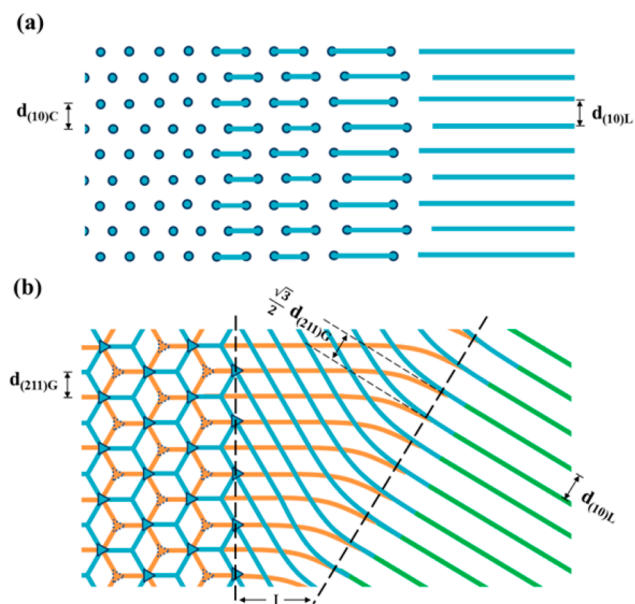 (a)
d(10)C
d(10)L
(b)
√3/2 d(211)G
d(211)G
d(10)L
I